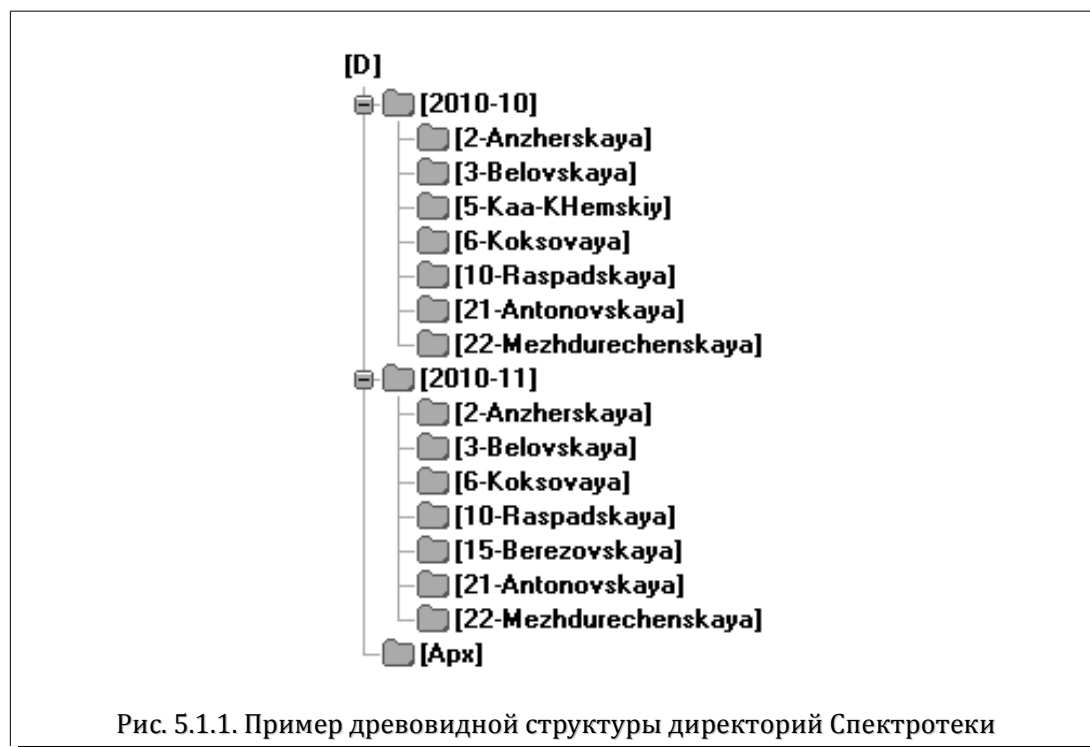 [D]
[2010-10]
[2-Anzherskaya]
[3-Belovskaya]
[5-Kaa-KHemskiy]
[6-Koksovaya]
[10-Raspadskaya]
[21-Antonovskaya]
[22-Mezhdurechenskaya]
[2010-11]
[2-Anzherskaya]
[3-Belovskaya]
[6-Koksovaya]
[10-Raspadskaya]
[15-Berezovskaya]
[21-Antonovskaya]
[22-Mezhdurechenskaya]
[Арх]
Рис. 5.1.1. Пример древовидной структуры директорий Спектротеки